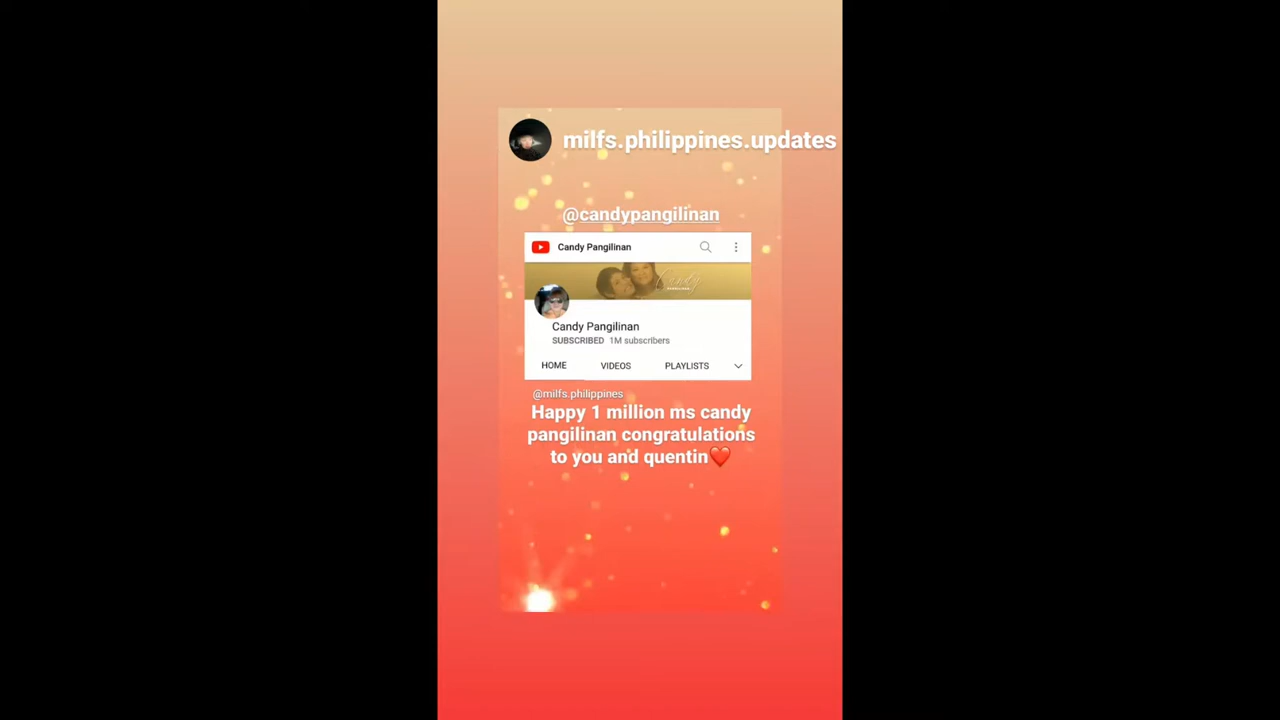 milfs.philippines.updates
@candypangilinan
Candy Pangilinan
Candy
Candy Pangilinan
SUBSCRIBED 1M subscribers
HOME VIDEOS PLAYLISTS
@milfs.philippines
Happy 1 million ms candy
pangilinan congratulations
to you and quentin❤️